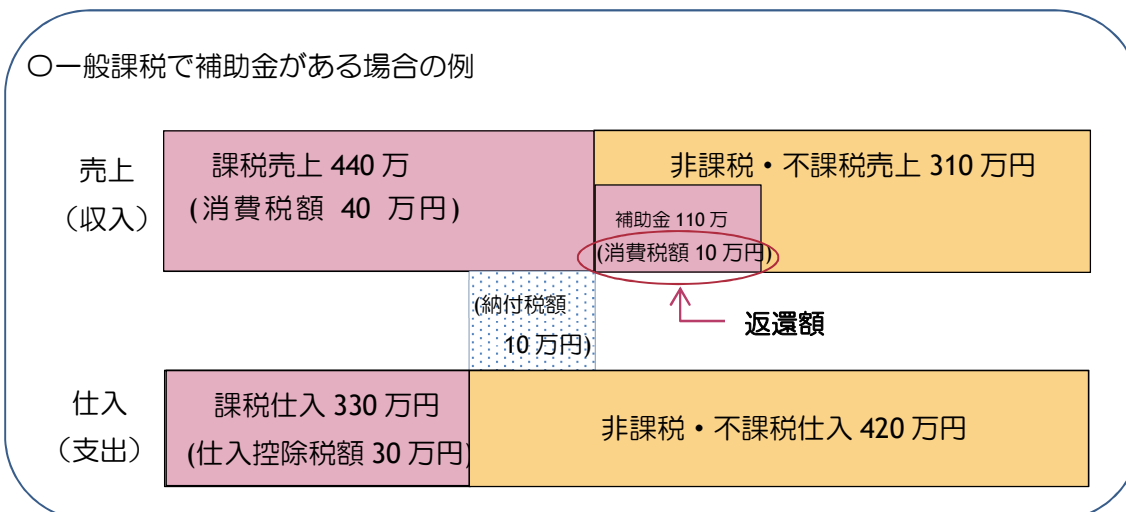 〇一般課税で補助金がある場合の例
売上
(収入)
課税売上 440 万
(消費税額 40 万円)
非課税・不課税売上 310 万円
補助金 110 万
(消費税額 10 万円)
返還額
(納付税額
10 万円)
仕入
(支出)
課税仕入 330 万円
(仕入控除税額 30 万円)
非課税・不課税仕入 420 万円